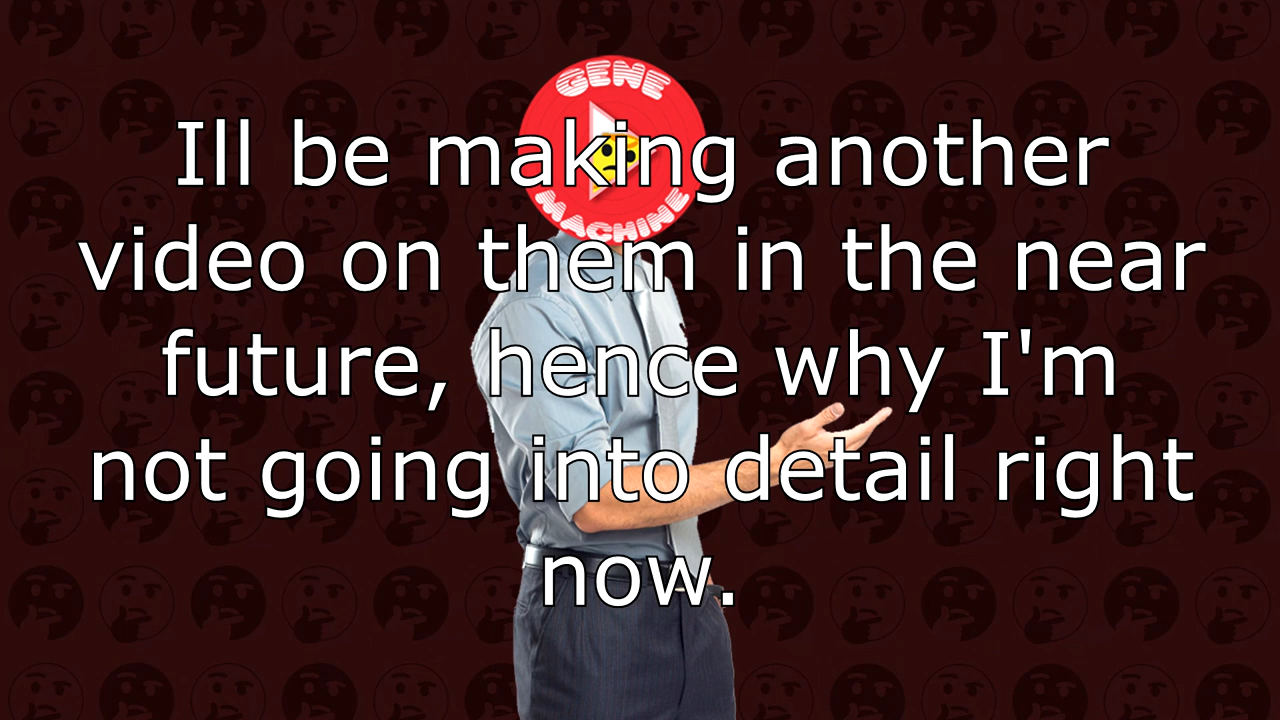 GENE
MACHINE
Ill be making another
video on them in the near
future, hence why I'm
not going into detail right
now.